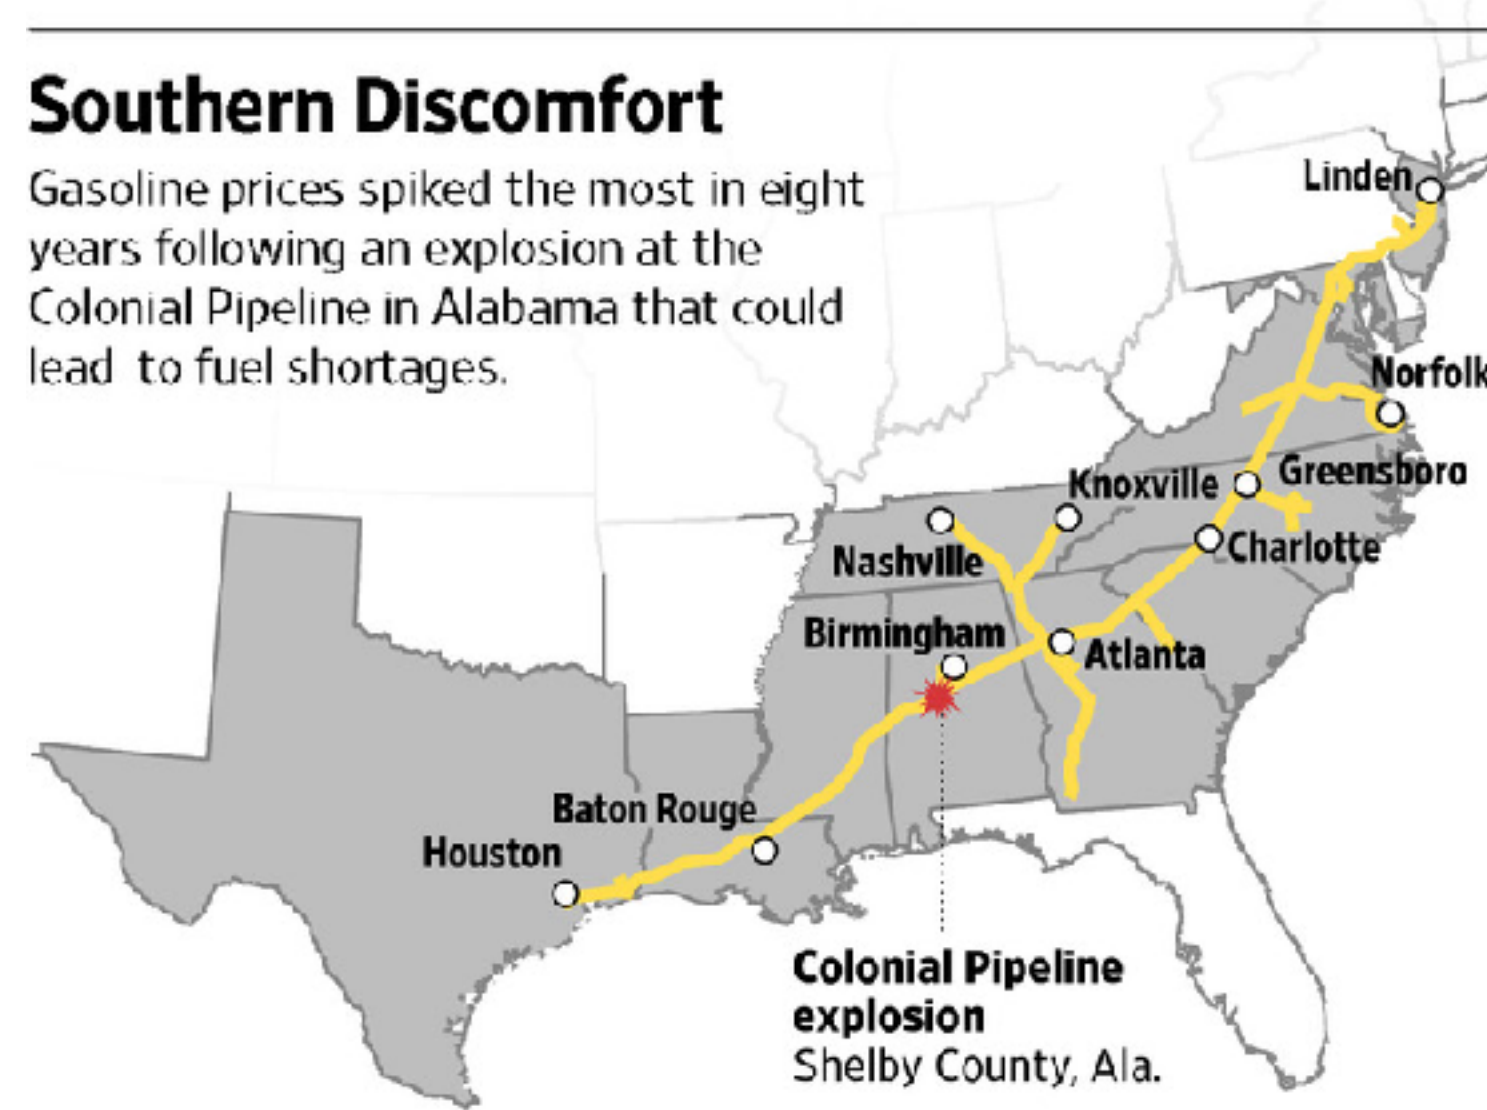 Southern Discomfort
Gasoline prices spiked the most in eight
years following an explosion at the
Colonial Pipeline in Alabama that could
lead to fuel shortages.
Linden
Norfolk
Greensboro
Knoxville
Charlotte
Nashville
Birmingham
Atlanta
Baton Rouge
Houston
Colonial Pipeline
explosion
Shelby County, Ala.